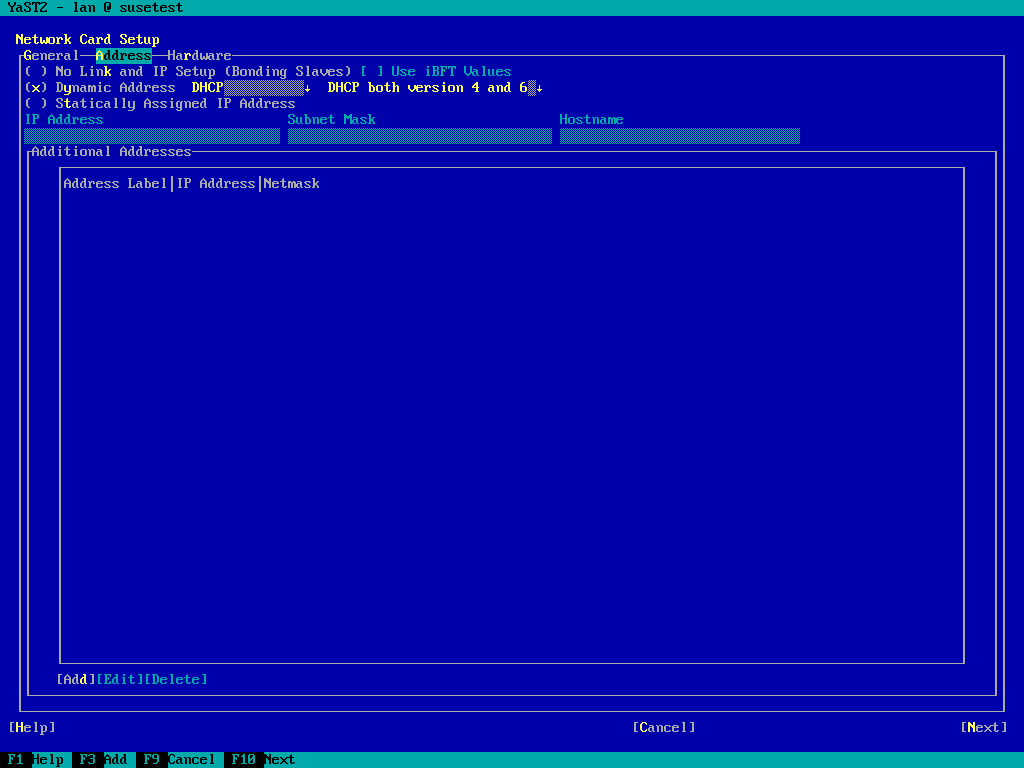 YaST2 - lan @ susetest
Network Card Setup
General Address Hardware
( ) No Link and IP Setup (Bonding Slaves) [ ] Use iBFT Values
(x) Dynamic Address DHCP↓ DHCP both version 4 and 6↓
( ) Statically Assigned IP Address
IP Address Subnet Mask Hostname
Additional Addresses
Address Label|IP Address|Netmask
[Add][Edit][Delete]
[Help] [Cancel] [Next]
F1 Help F3 Add F9 Cancel F10 Next